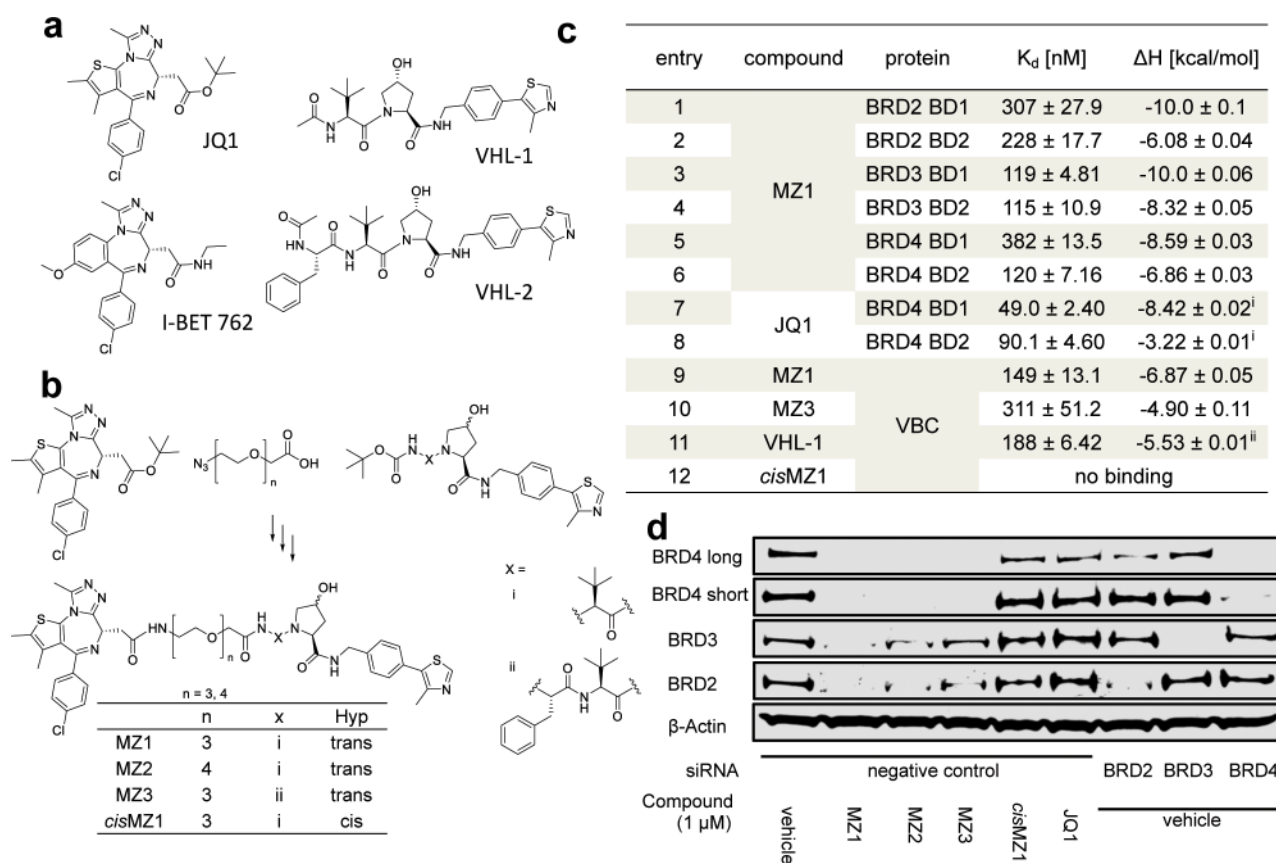 a
JQ1
VHL-1
I-BET 762
VHL-2
b
n = 3, 4
n x Hyp
MZ1 3 i trans
MZ2 4 i trans
MZ3 3 ii trans
cisMZ1 3 i cis
X =
i
ii
c
entry compound protein Kd [nM] ΔH [kcal/mol]
1 MZ1 BRD2 BD1 307 ± 27.9 -10.0 ± 0.1
2 BRD2 BD2 228 ± 17.7 -6.08 ± 0.04
3 BRD3 BD1 119 ± 4.81 -10.0 ± 0.06
4 BRD3 BD2 115 ± 10.9 -8.32 ± 0.05
5 BRD4 BD1 382 ± 13.5 -8.59 ± 0.03
6 BRD4 BD2 120 ± 7.16 -6.86 ± 0.03
7 JQ1 BRD4 BD1 49.0 ± 2.40 -8.42 ± 0.02i
8 BRD4 BD2 90.1 ± 4.60 -3.22 ± 0.01i
9 MZ1 VBC 149 ± 13.1 -6.87 ± 0.05
10 MZ3 311 ± 51.2 -4.90 ± 0.11
11 VHL-1 188 ± 6.42 -5.53 ± 0.01ii
12 cisMZ1 no binding
d
BRD4 long
BRD4 short
BRD3
BRD2
β-Actin
siRNA negative control BRD2 BRD3 BRD4
Compound
(1 µM)
vehicle MZ1 MZ2 MZ3 cisMZ1 JQ1 vehicle